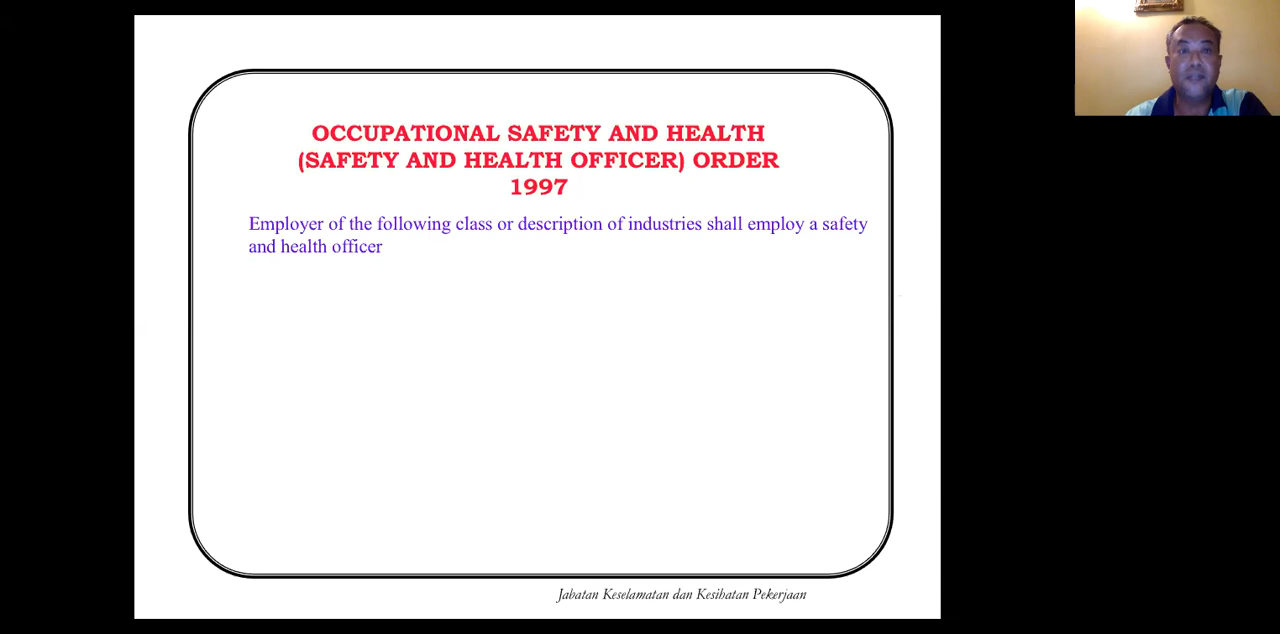 OCCUPATIONAL SAFETY AND HEALTH
(SAFETY AND HEALTH OFFICER) ORDER
1997
Employer of the following class or description of industries shall employ a safety
and health officer
Jabatan Keselamatan dan Kesihatan Pekerjaan